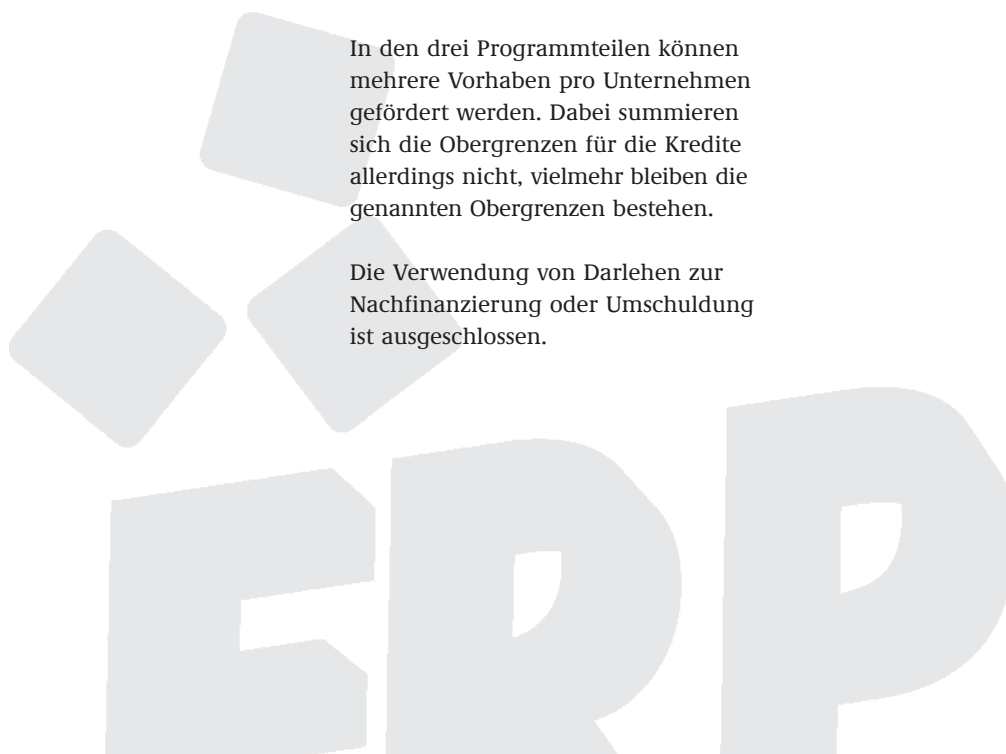 In den drei Programmteilen können
mehrere Vorhaben pro Unternehmen
gefördert werden. Dabei summieren
sich die Obergrenzen für die Kredite
allerdings nicht, vielmehr bleiben die
genannten Obergrenzen bestehen.
Die Verwendung von Darlehen zur
Nachfinanzierung oder Umschuldung
ist ausgeschlossen.
ERP